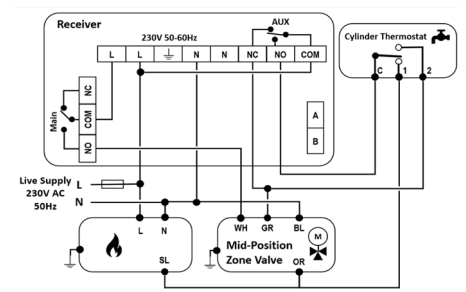 Receiver
AUX
230V 50-60Hz
L L N N NC NO COM
Cylinder Thermostat
C 1 2
Main
NC
COM
NO
A
B
Live Supply
230V AC
50Hz
L
N
L N
SL
WH GR BL
M
Mid-Position
Zone Valve
OR